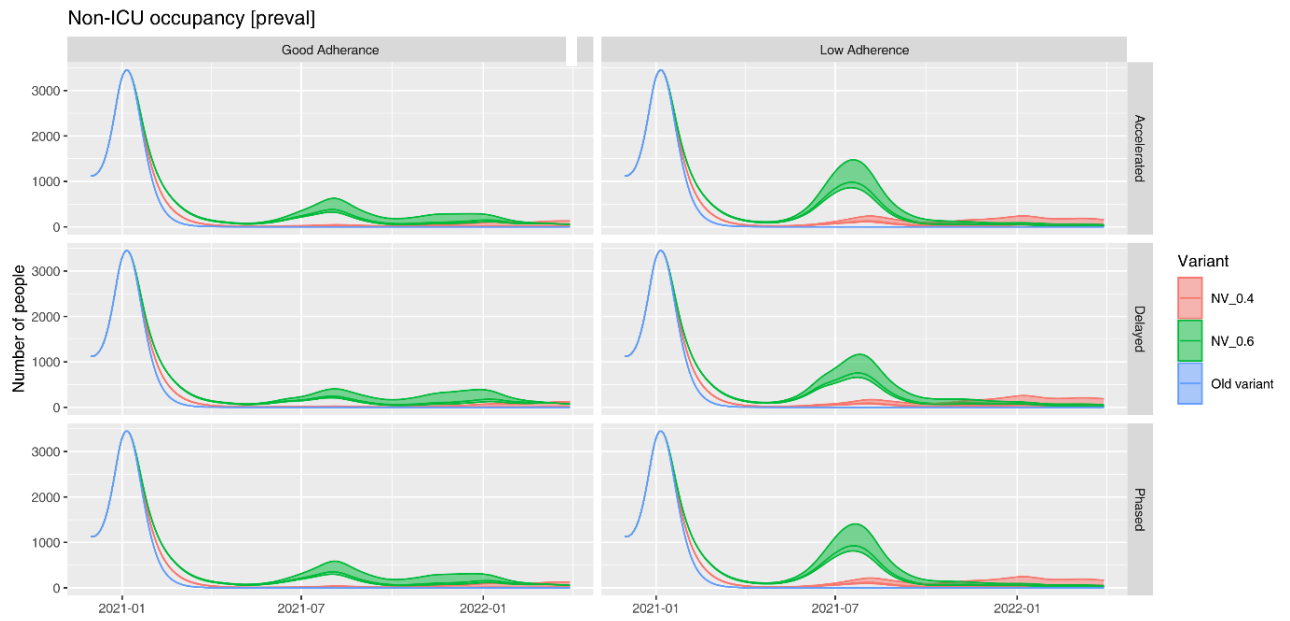 Non-ICU occupancy [preval]
Good Adherance
Low Adherence
Number of people
3000
2000
1000
0
Accelerated
3000
2000
1000
0
Delayed
3000
2000
1000
0
Phased
2021-01
2021-07
2022-01
2021-01
2021-07
2022-01
Variant
NV_0.4
NV_0.6
Old variant